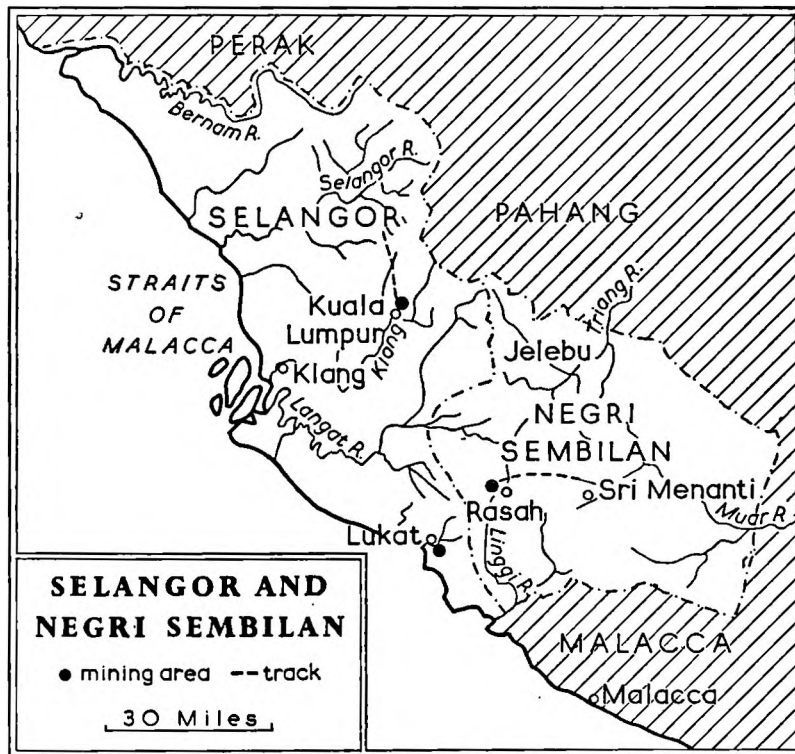 PERAK
Bernam R.
Selangor R.
SELANGOR
PAHANG
STRAITS
OF
MALACCA
Triang R.
Kuala
Lumpur
Klang
Jelebu
Klang
NEGRI
SEMBILAN
Langat R.
Sri Menanti
Rasah
Muar R.
Lukat
Linggi R.
SELANGOR AND
NEGRI SEMBILAN
mining area -- track
30 Miles
MALACCA
Malacca